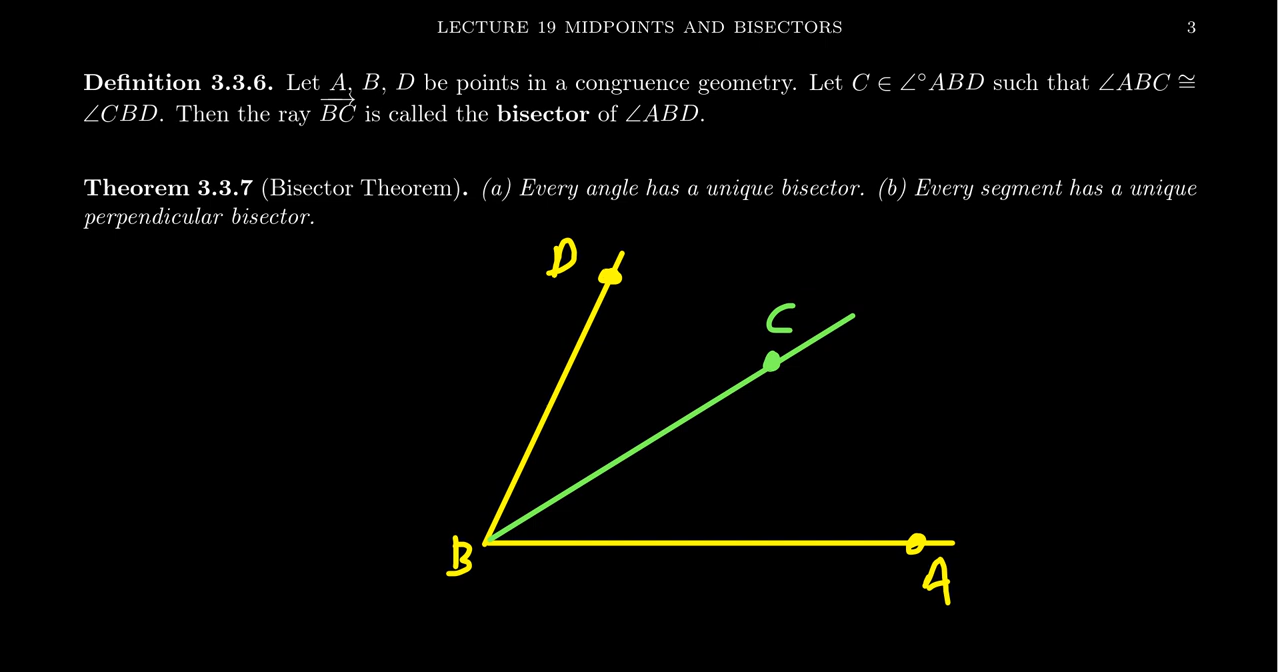 LECTURE 19 MIDPOINTS AND BISECTORS 3
Definition 3.3.6. Let A, B, D be points in a congruence geometry. Let C ∈ ∠°ABD such that ∠ABC ≅
∠CBD. Then the ray $\overrightarrow{BC}$ is called the bisector of ∠ABD.
Theorem 3.3.7 (Bisector Theorem). (a) Every angle has a unique bisector. (b) Every segment has a unique
perpendicular bisector.
D
C
B
A